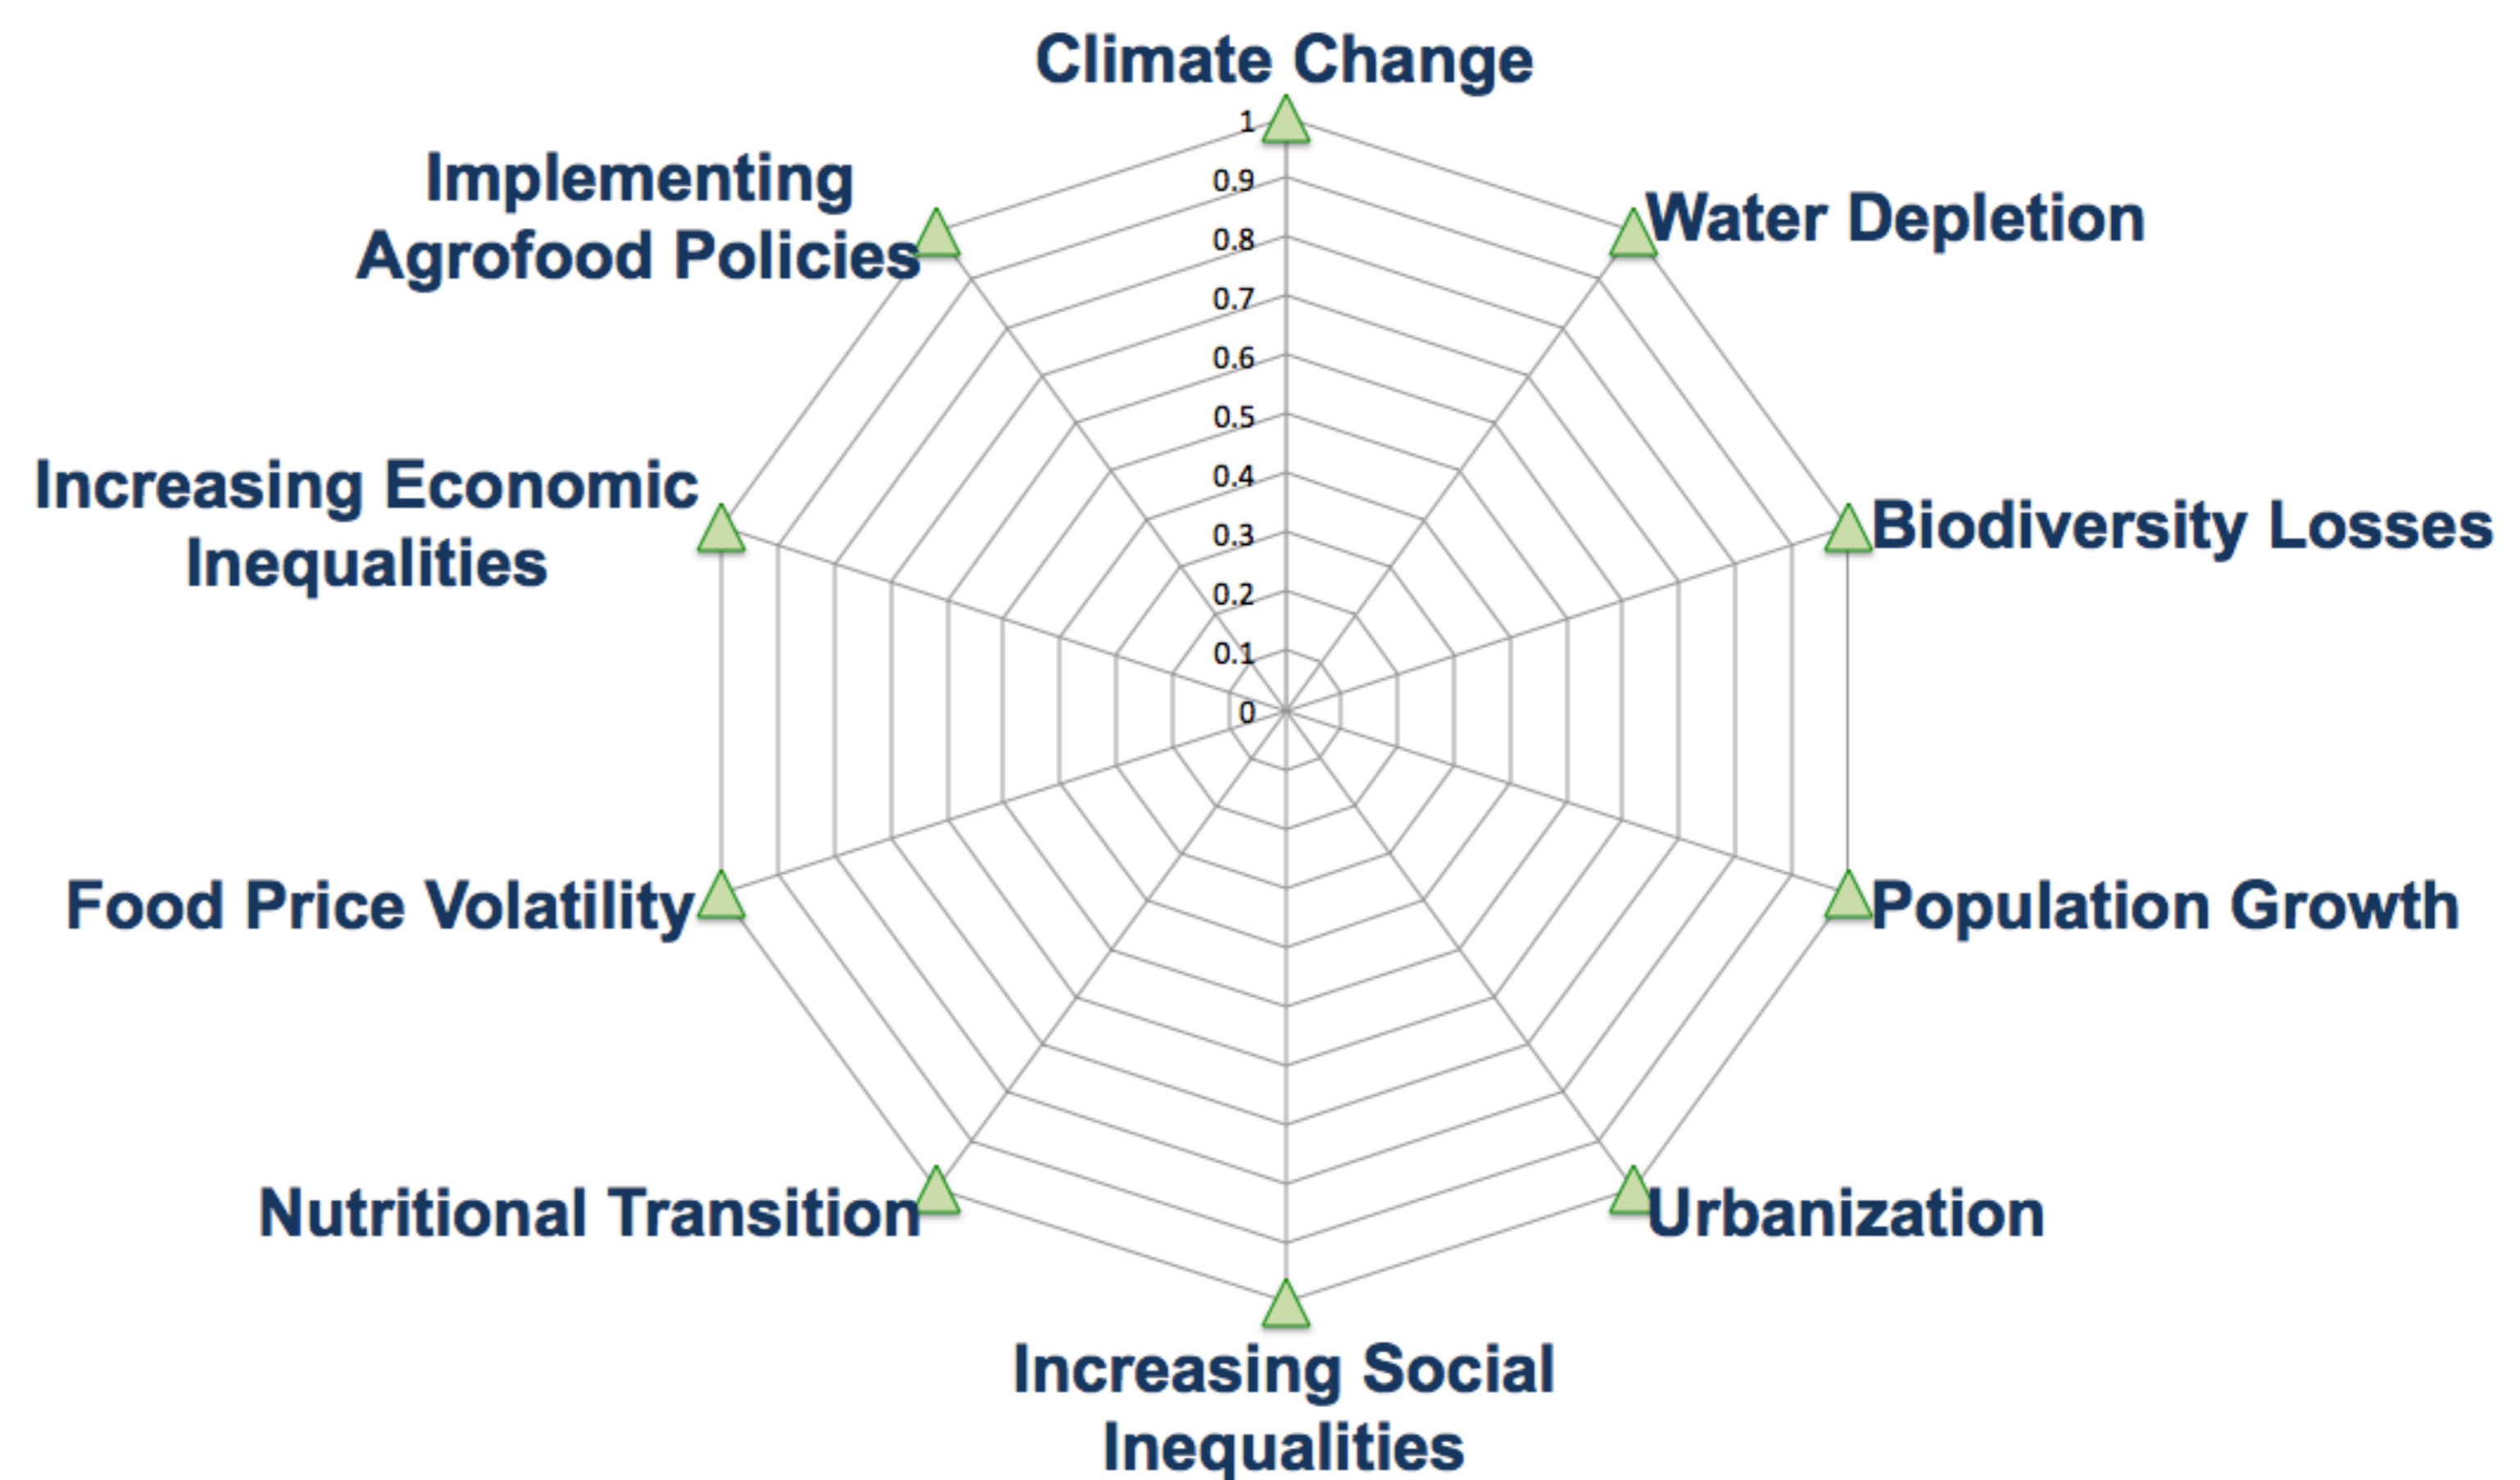 Climate Change
1
Implementing
Agrofood Policies
0.9
Water Depletion
0.8
0.7
0.6
0.5
0.4
Increasing Economic
Inequalities
0.3
Biodiversity Losses
0.2
0.1
0
Food Price Volatility
Population Growth
Nutritional Transition
Urbanization
Increasing Social
Inequalities